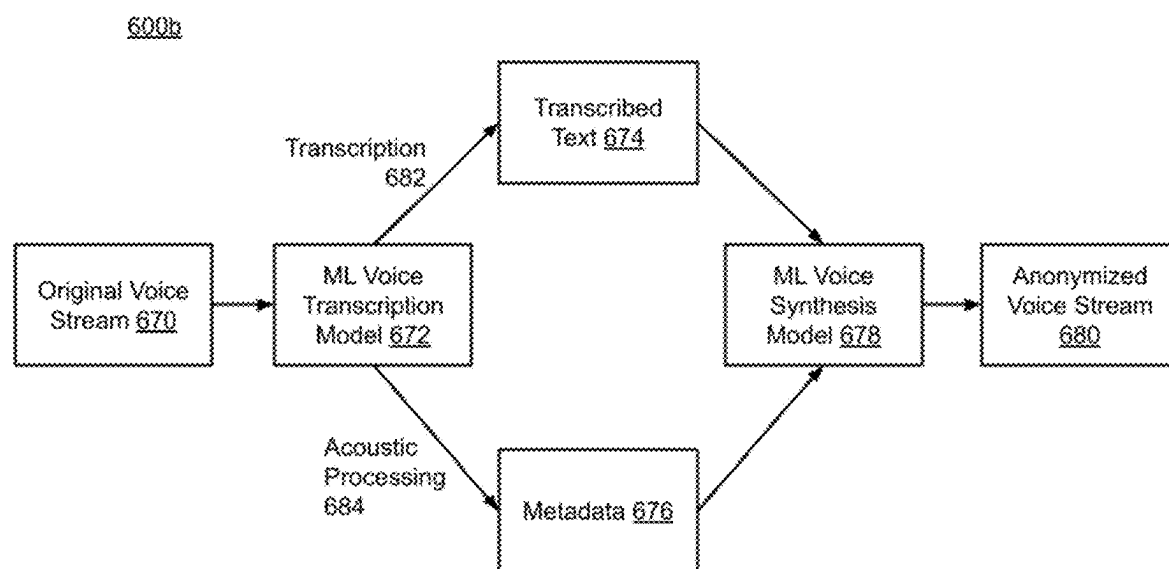 600b
Transcribed
Text 674
Transcription
682
Original Voice
Stream 670
ML Voice
Transcription
Model 672
ML Voice
Synthesis
Model 678
Anonymized
Voice Stream
680
Acoustic
Processing
684
Metadata 676